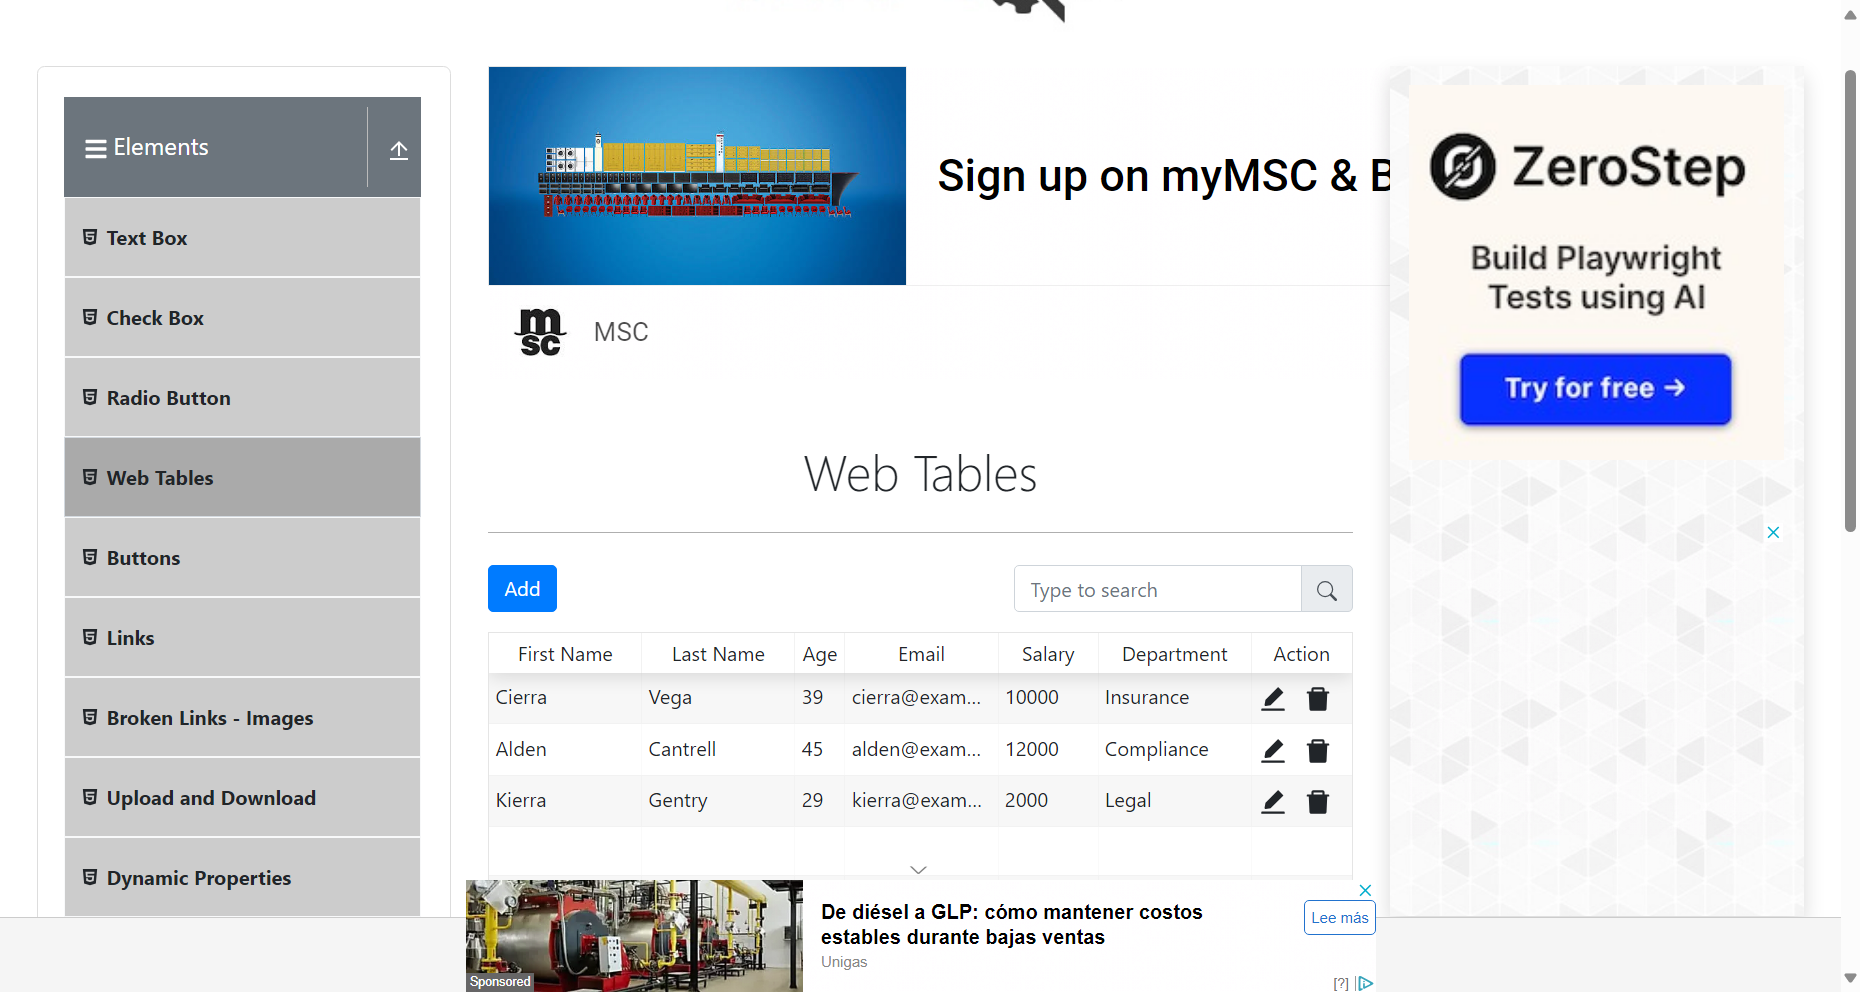 Elements
Text Box
Check Box
Radio Button
Web Tables
Buttons
Links
Broken Links - Images
Upload and Download
Dynamic Properties
Sign up on myMSC & B
msc
MSC
Web Tables
Add
Type to search
First Name Last Name Age Email Salary Department Action
Cierra Vega 39 cierra@exam... 10000 Insurance
Alden Cantrell 45 alden@exam... 12000 Compliance
Kierra Gentry 29 kierra@exam... 2000 Legal
ZeroStep
Build Playwright
Tests using AI
Try for free →
De diésel a GLP: cómo mantener costos
estables durante bajas ventas
Unigas
Lee más
Sponsored
[?]